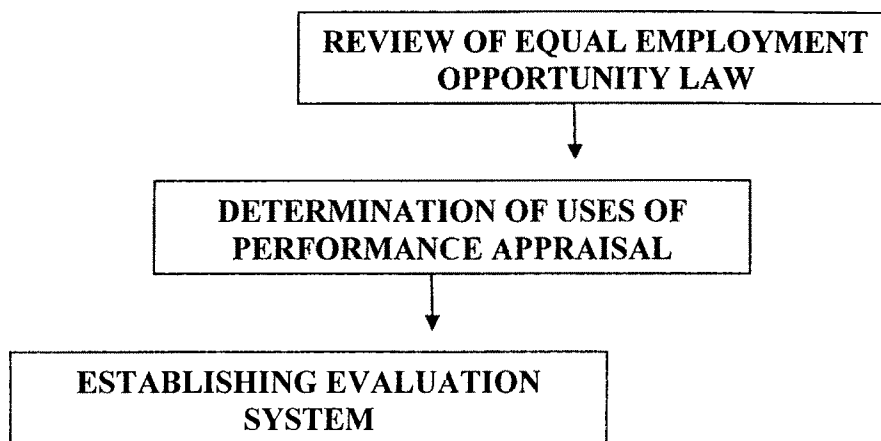 REVIEW OF EQUAL EMPLOYMENT
OPPORTUNITY LAW
DETERMINATION OF USES OF
PERFORMANCE APPRAISAL
ESTABLISHING EVALUATION
SYSTEM